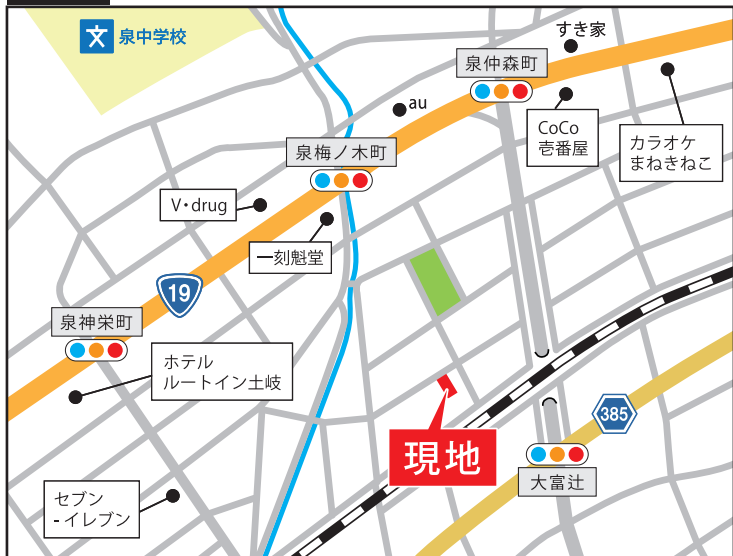 文 泉中学校
すき家
泉仲森町
au
CoCo
壱番屋
カラオケ
まねきねこ
泉梅ノ木町
V・drug
一刻魁堂
19
泉神栄町
ホテル
ルートイン土岐
385
現地
大富辻
セブン
-イレブン